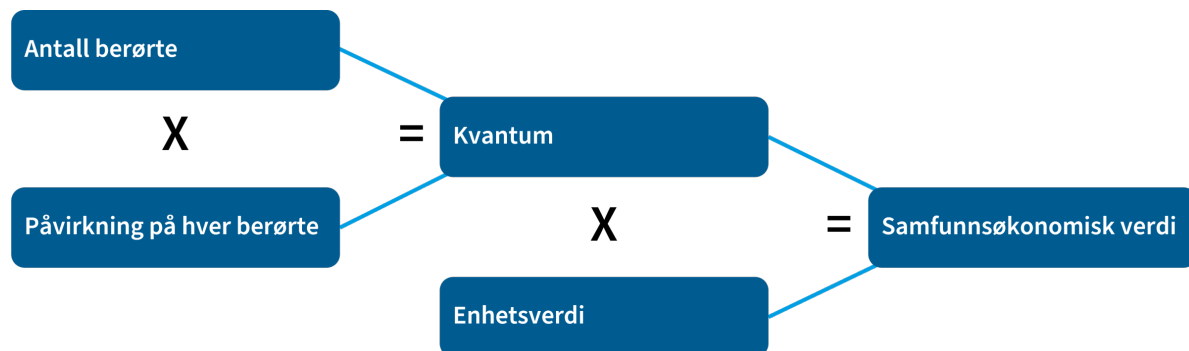 Antall berørte
X
=
Kvantum
Påvirkning på hver berørte
X
=
Samfunnsøkonomisk verdi
Enhetsverdi